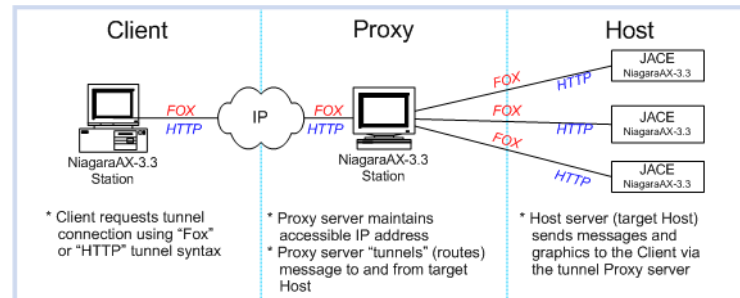 Client
Proxy
Host
FOX
HTTP
IP
FOX
HTTP
NiagaraAX-3.3
Station
NiagaraAX-3.3
Station
FOX
HTTP
JACE
NiagaraAX-3.3
FOX
HTTP
JACE
NiagaraAX-3.3
FOX
HTTP
JACE
NiagaraAX-3.3
* Client requests tunnel
connection using “Fox”
or “HTTP” tunnel syntax
* Proxy server maintains
accessible IP address
* Proxy server “tunnels” (routes)
message to and from target
Host
* Host server (target Host)
sends messages and
graphics to the Client via
the tunnel Proxy server